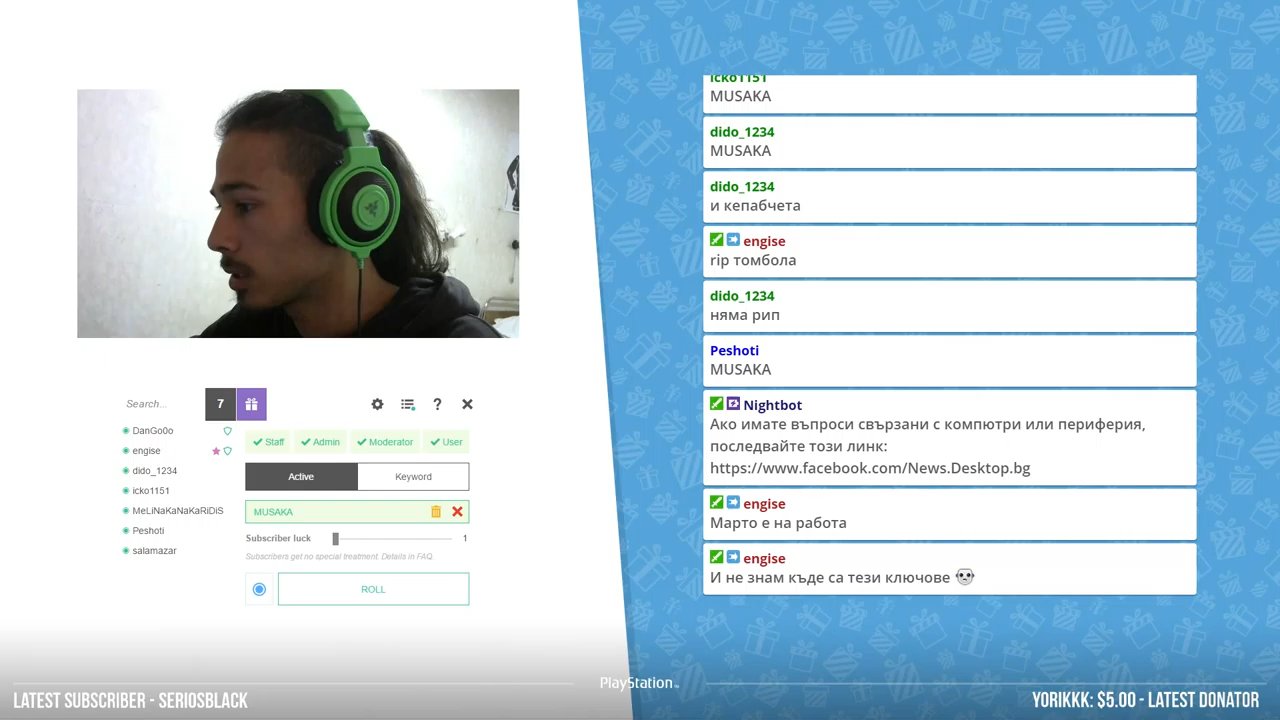 icko1151
MUSAKA
dido_1234
MUSAKA
dido_1234
и кепабчета
engise
rip томбола
dido_1234
няма рип
Peshoti
MUSAKA
Nightbot
Ако имате въпроси свързани с компютри или периферия,
последвайте този линк:
https://www.facebook.com/News.Desktop.bg
engise
Марто е на работа
engise
И не знам къде са тези ключове
Search...
7
?
DanGo0o
engise
dido_1234
icko1151
MeLiNaKaNaKaRiDiS
Peshoti
salamazar
Staff Admin Moderator User
Active Keyword
MUSAKA
Subscriber luck 1
Subscribers get no special treatment. Details in FAQ.
ROLL
LATEST SUBSCRIBER - SERIOSBLACK
PlayStation™
YORIKKK: $5.00 - LATEST DONATOR